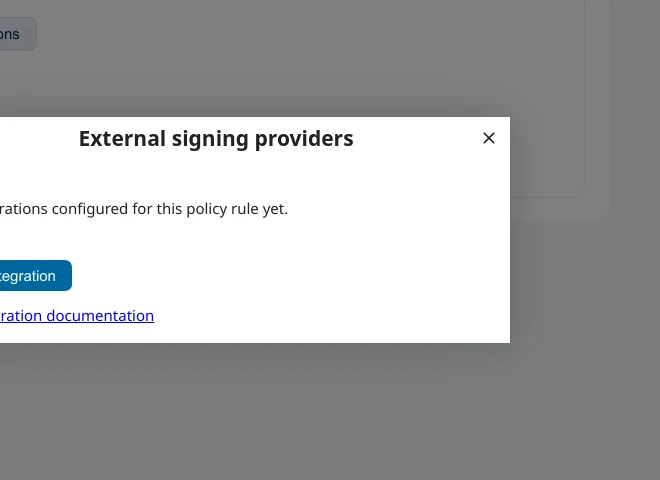 ons
External signing providers
rations configured for this policy rule yet.
tegration
ration documentation